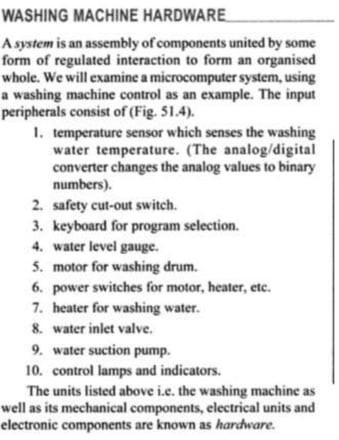 WASHING MACHINE HARDWARE
A system is an assembly of components united by some
form of regulated interaction to form an organised
whole. We will examine a microcomputer system, using
a washing machine control as an example. The input
peripherals consist of (Fig. 51.4).
1. temperature sensor which senses the washing
water temperature. (The analog/digital
converter changes the analog values to binary
numbers).
2. safety cut-out switch.
3. keyboard for program selection.
4. water level gauge.
5. motor for washing drum.
6. power switches for motor, heater, etc.
7. heater for washing water.
8. water inlet valve.
9. water suction pump.
10. control lamps and indicators.
The units listed above i.e. the washing machine as
well as its mechanical components, electrical units and
electronic components are known as hardware.